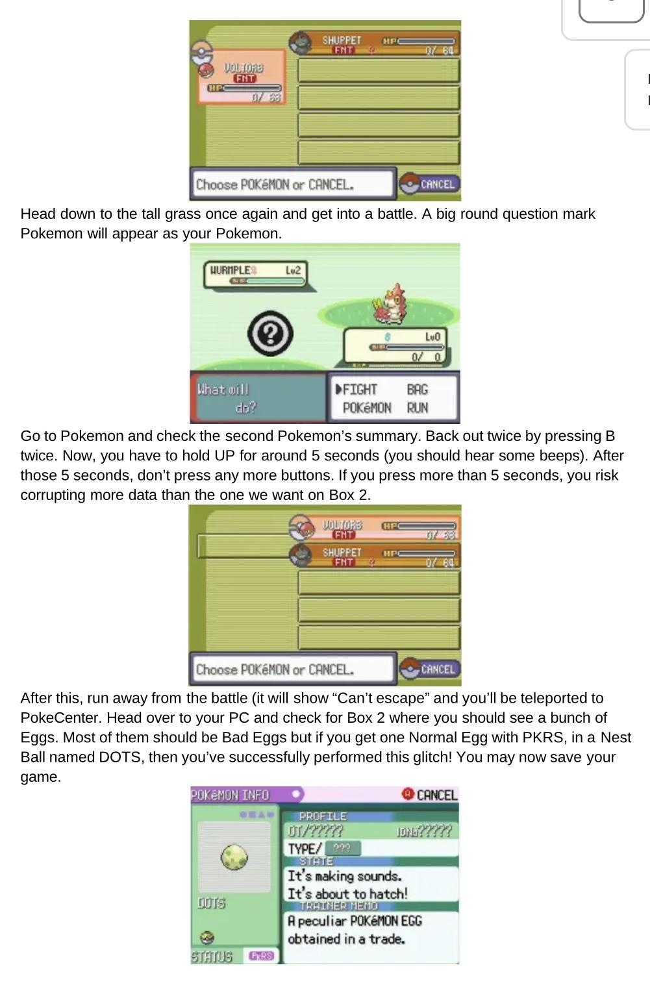 SHUPPET HP
FNT ♀ 0/ 64
VOLTORB
FNT
HP
0/ 63
Choose POKéMON or CANCEL.
CANCEL
Head down to the tall grass once again and get into a battle. A big round question mark
Pokemon will appear as your Pokemon.
WURMPLE♀ Lv2
?
Lv0
0/ 0
EXP
What will
do?
▶FIGHT BAG
POKéMON RUN
Go to Pokemon and check the second Pokemon’s summary. Back out twice by pressing B
twice. Now, you have to hold UP for around 5 seconds (you should hear some beeps). After
those 5 seconds, don’t press any more buttons. If you press more than 5 seconds, you risk
corrupting more data than the one we want on Box 2.
VOLTORB HP
FNT 0/ 63
SHUPPET HP
FNT ♀ 0/ 64
Choose POKéMON or CANCEL.
CANCEL
After this, run away from the battle (it will show “Can’t escape” and you’ll be teleported to
PokeCenter. Head over to your PC and check for Box 2 where you should see a bunch of
Eggs. Most of them should be Bad Eggs but if you get one Normal Egg with PKRS, in a Nest
Ball named DOTS, then you’ve successfully performed this glitch! You may now save your
game.
POKéMON INFO A CANCEL
PROFILE
OT/????? IDNo?????
TYPE/ ???
STATE
It’s making sounds.
It’s about to hatch!
DOTS
TRAINER MEMO
A peculiar POKéMON EGG
obtained in a trade.
STATUS PKRS